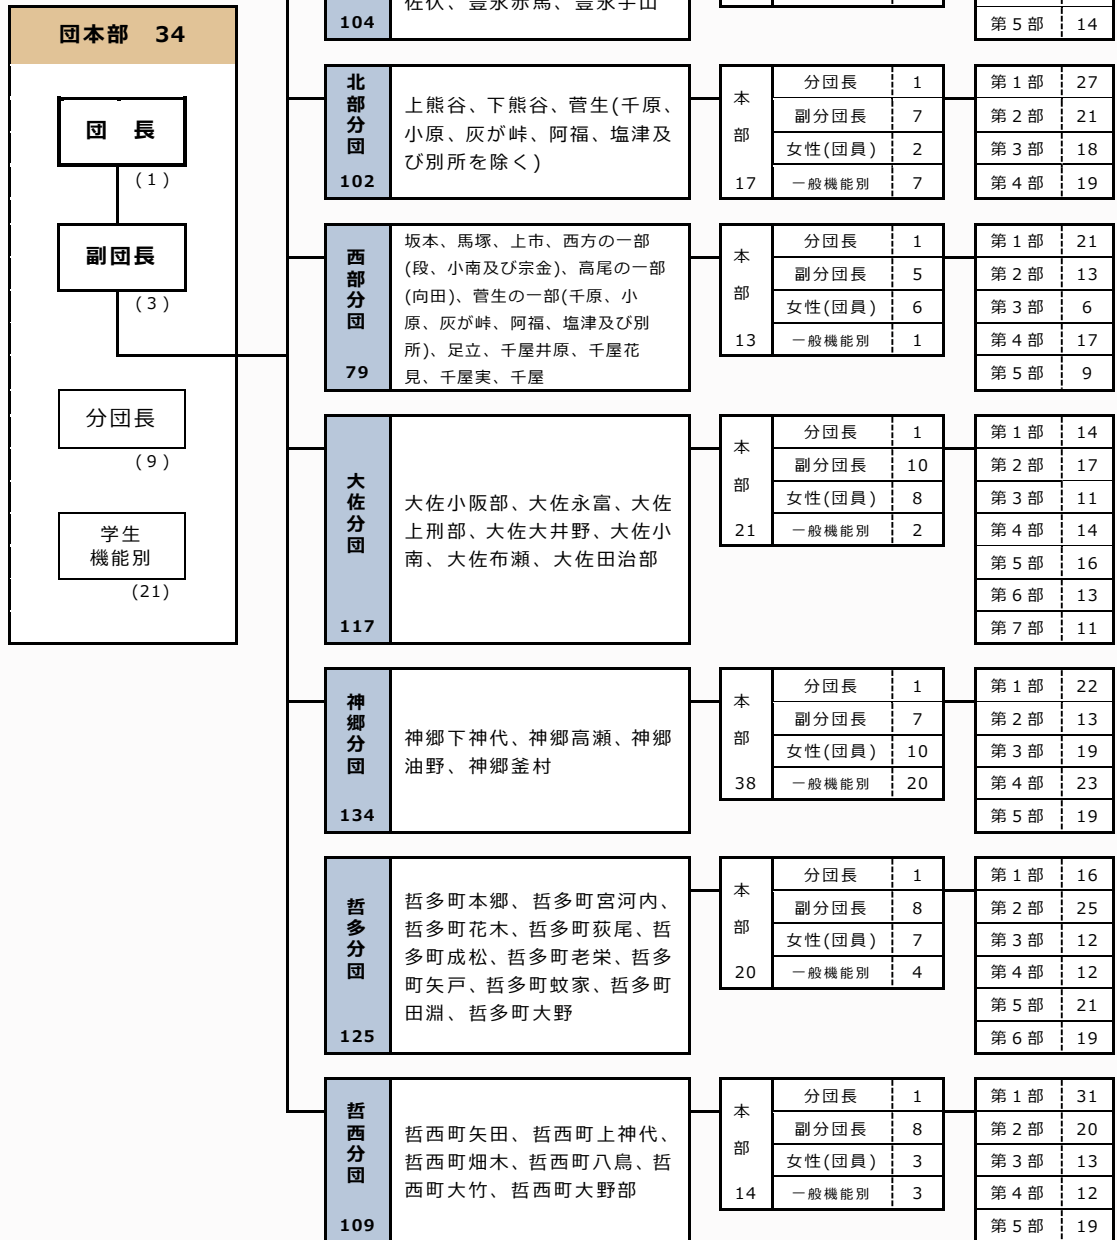 団本部 34
団 長
(1)
副団長
(3)
分団長
(9)
学生
機能別
(21)
104
第5部 14
北部分団
102
上熊谷、下熊谷、菅生(千原、
小原、灰が峠、阿福、塩津及
び別所を除く)
本部
17
分団長 1
副分団長 7
女性(団員) 2
一般機能別 7
第1部 27
第2部 21
第3部 18
第4部 19
西部分団
79
坂本、馬塚、上市、西方の一部
(段、小南及び宗金)、高尾の一部
(向田)、菅生の一部(千原、小
原、灰が峠、阿福、塩津及び別
所)、足立、千屋井原、千屋花
見、千屋実、千屋
本部
13
分団長 1
副分団長 5
女性(団員) 6
一般機能別 1
第1部 21
第2部 13
第3部 6
第4部 17
第5部 9
大佐分団
117
大佐小阪部、大佐永富、大佐
上刑部、大佐大井野、大佐小
南、大佐布瀬、大佐田治部
本部
21
分団長 1
副分団長 10
女性(団員) 8
一般機能別 2
第1部 14
第2部 17
第3部 11
第4部 14
第5部 16
第6部 13
第7部 11
神郷分団
134
神郷下神代、神郷高瀬、神郷
油野、神郷釜村
本部
38
分団長 1
副分団長 7
女性(団員) 10
一般機能別 20
第1部 22
第2部 13
第3部 19
第4部 23
第5部 19
哲多分団
125
哲多町本郷、哲多町宮河内、
哲多町花木、哲多町荻尾、哲
多町成松、哲多町老栄、哲多
町矢戸、哲多町蚊家、哲多町
田淵、哲多町大野
本部
20
分団長 1
副分団長 8
女性(団員) 7
一般機能別 4
第1部 16
第2部 25
第3部 12
第4部 12
第5部 21
第6部 19
哲西分団
109
哲西町矢田、哲西町上神代、
哲西町畑木、哲西町八鳥、哲
西町大竹、哲西町大野部
本部
14
分団長 1
副分団長 8
女性(団員) 3
一般機能別 3
第1部 31
第2部 20
第3部 13
第4部 12
第5部 19